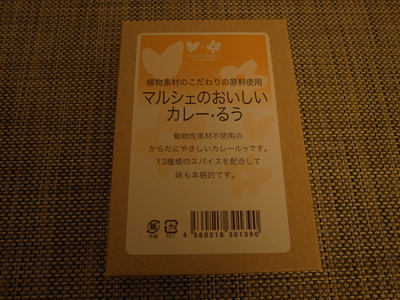 植物素材のこだわりの原料使用
マルシェのおいしい
カレー・るう
動物性素材不使用の
からだにやさしいカレールゥです。
13種類のスパイスを配合して
味も本格的です。
4 560218 301390